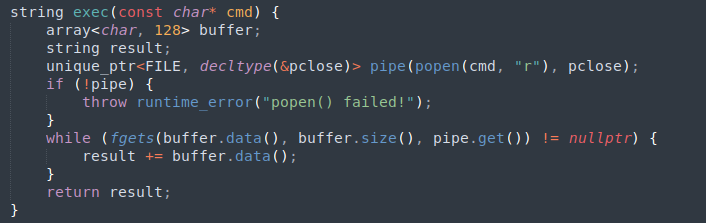 string exec(const char* cmd) {
    array<char, 128> buffer;
    string result;
    unique_ptr<FILE, decltype(&pclose)> pipe(popen(cmd, "r"), pclose);
    if (!pipe) {
        throw runtime_error("popen() failed!");
    }
    while (fgets(buffer.data(), buffer.size(), pipe.get()) != nullptr) {
        result += buffer.data();
    }
    return result;
}